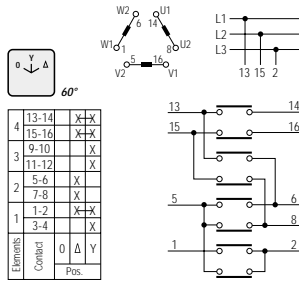 W2 U1
6 14
W1 1 8 U2
V2 5 16 V1
L1
L2
L3
13 15 2
0 Y Δ
60°
4 13-14 X X
15-16 X X
3 9-10 X
11-12 X
2 5-6 X
7-8 X
1 1-2 X X
3-4 X
Elements Contact 0 Δ Y
Pos.
13 14
15 16
5 6
8
1 2